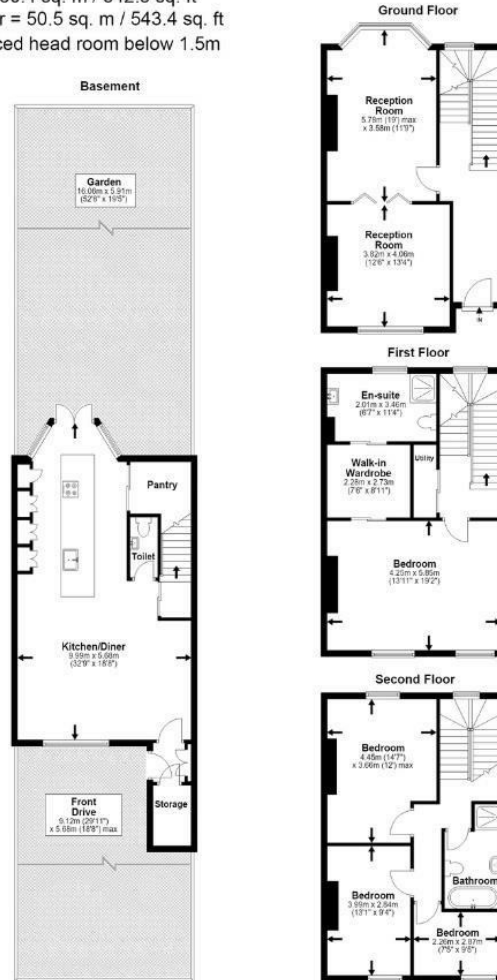 r = 50.5 sq. m / 543.4 sq. ft
ced head room below 1.5m
Basement
Garden
16.06m x 5.91m
(52'8" x 19'5")
Pantry
Toilet
Kitchen/Diner
9.99m x 5.68m
(32'9" x 18'8")
Front
Drive
9.12m (29'11")
x 5.68m (18'8") max
Storage
Ground Floor
Reception
Room
5.79m (19') max
x 3.58m (11'9")
Reception
Room
3.82m x 4.06m
(12'6" x 13'4")
IN
First Floor
En-suite
2.01m x 3.46m
(6'7" x 11'4")
Walk-in
Wardrobe
2.28m x 2.73m
(7'6" x 8'11")
Utility
Bedroom
4.25m x 5.85m
(13'11" x 19'2")
Second Floor
Bedroom
4.45m (14'7")
x 3.66m (12') max
Bathroom
Bedroom
3.99m x 2.84m
(13'1" x 9'4")
Bedroom
2.26m x 2.87m
(7'5" x 9'5")